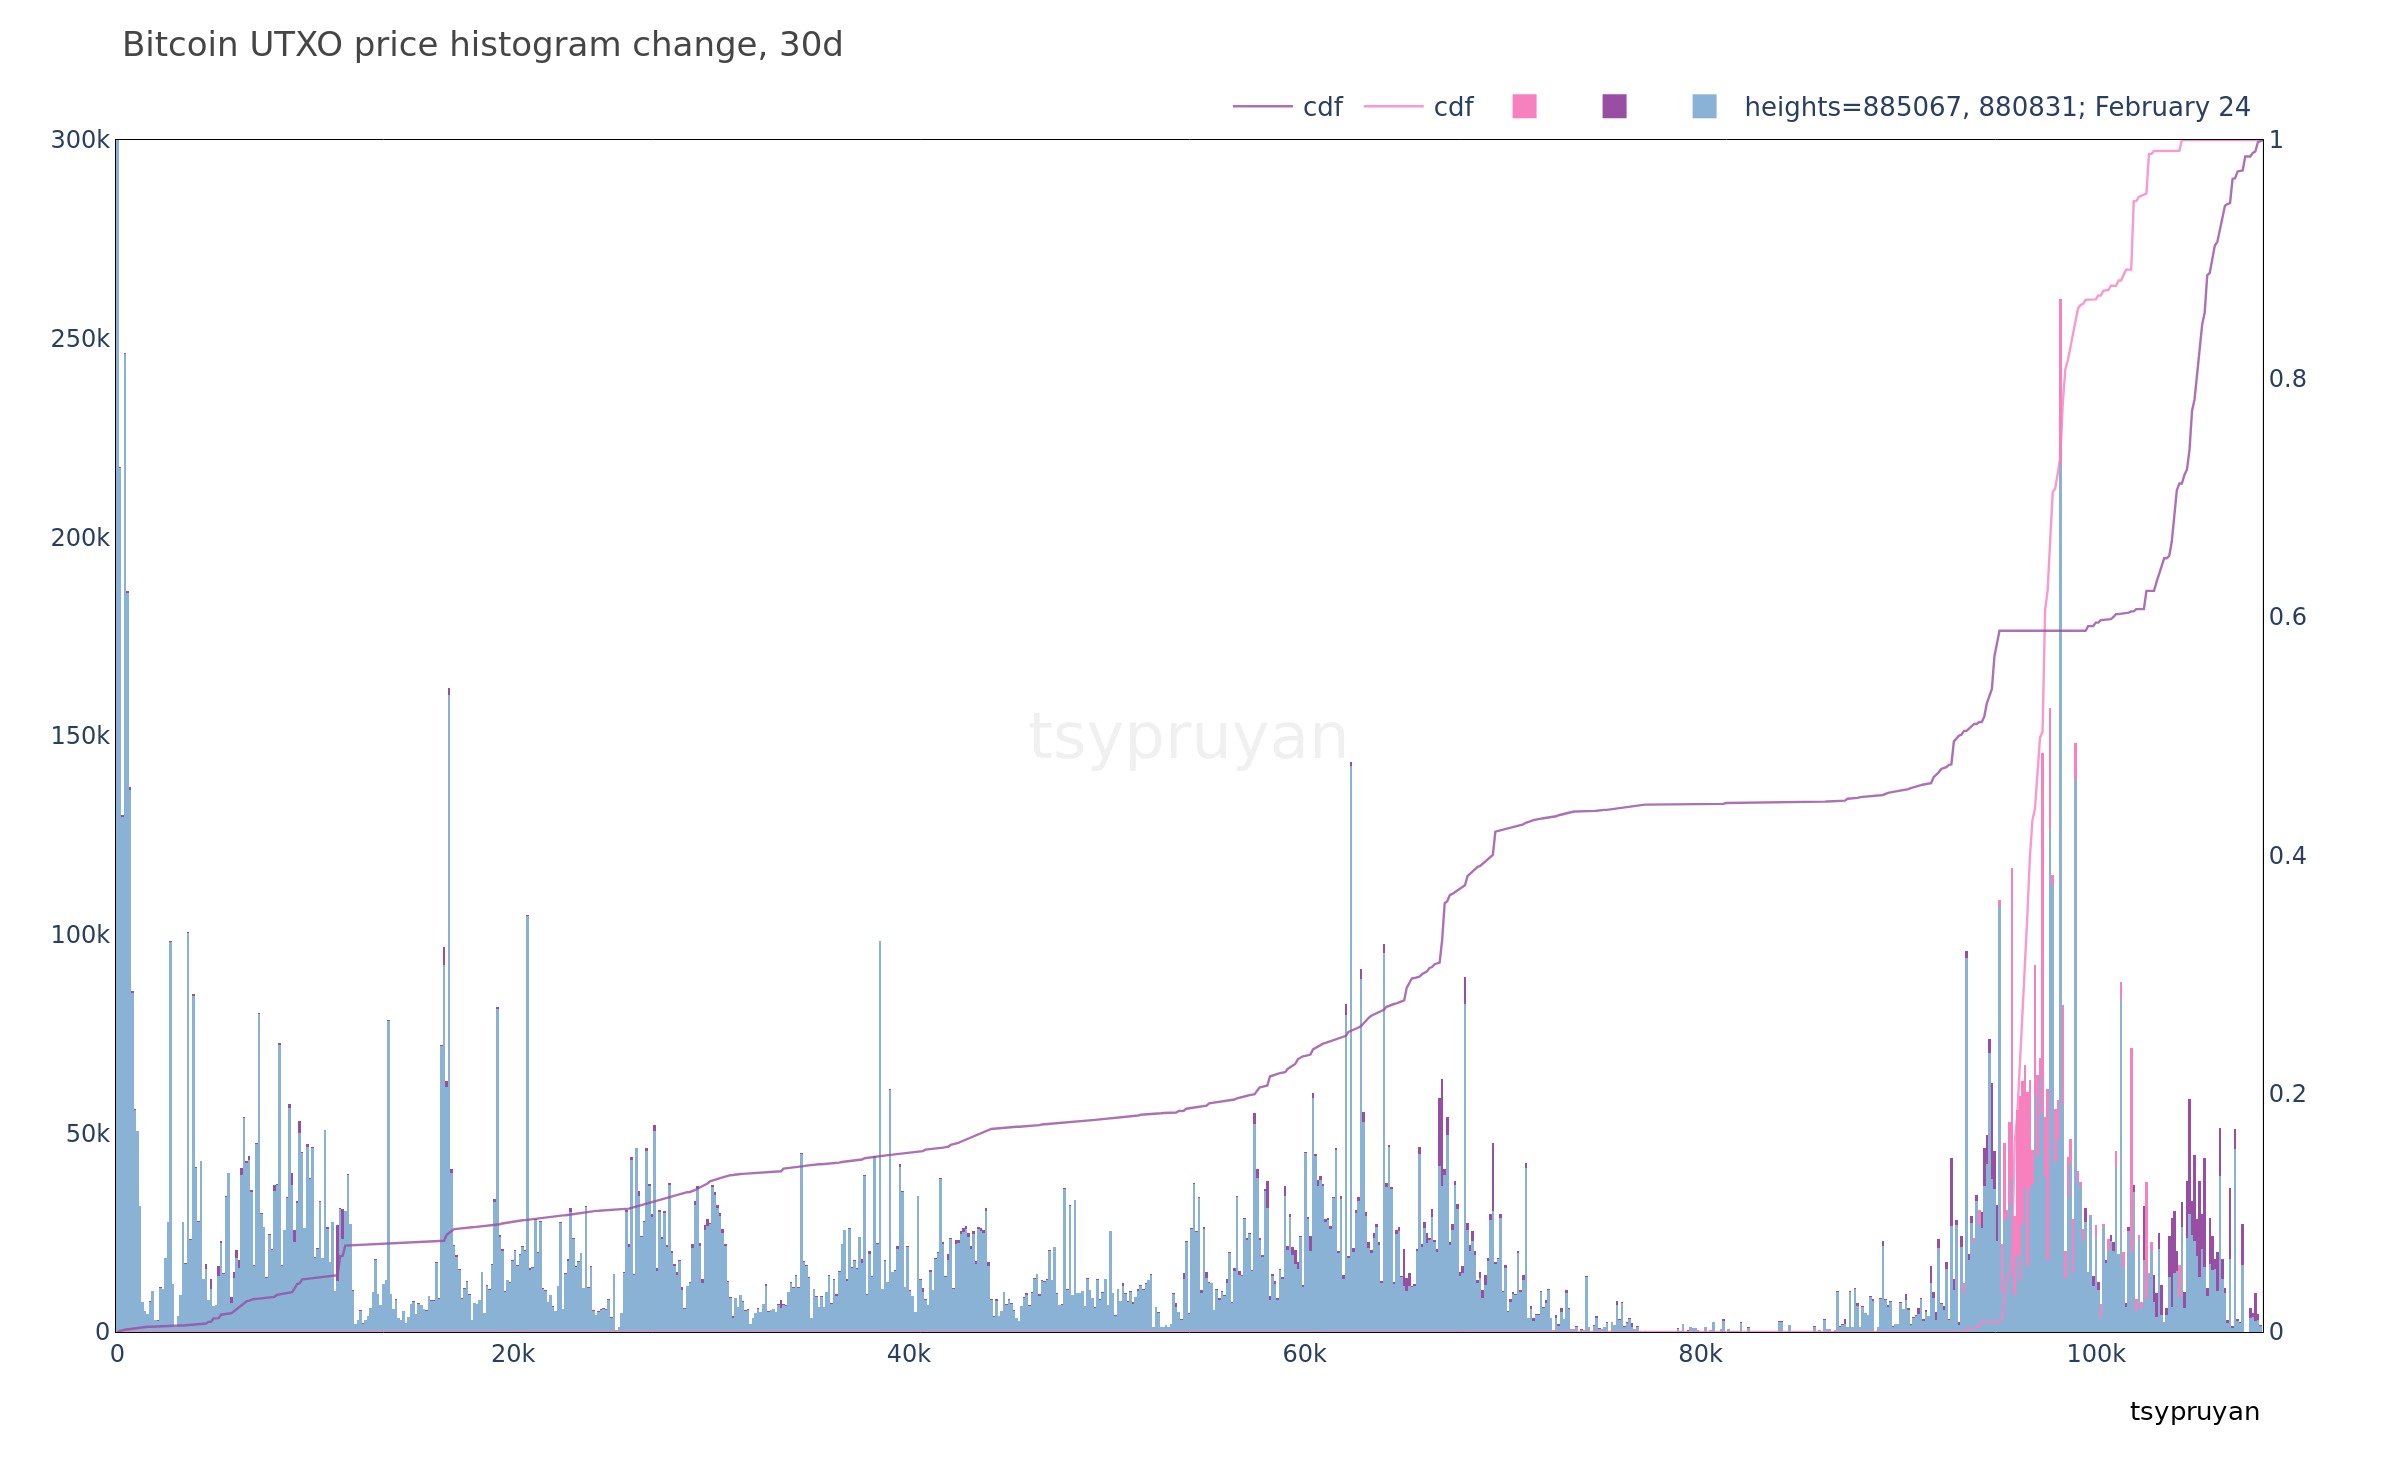 Bitcoin UTXO price histogram change, 30d
cdf cdf heights=885067, 880831; February 24
300k
250k
200k
150k
100k
50k
0
1
0.8
0.6
0.4
0.2
0
tsypruyan
0 20k 40k 60k 80k 100k
tsypruyan